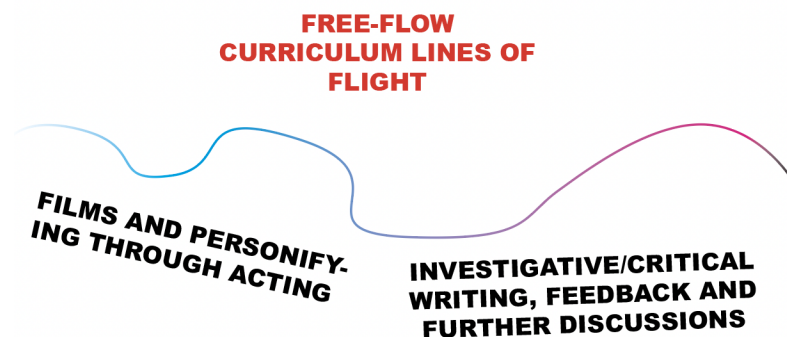 FREE-FLOW
CURRICULUM LINES OF
FLIGHT
FILMS AND PERSONIFY-
ING THROUGH ACTING
INVESTIGATIVE/CRITICAL
WRITING, FEEDBACK AND
FURTHER DISCUSSIONS